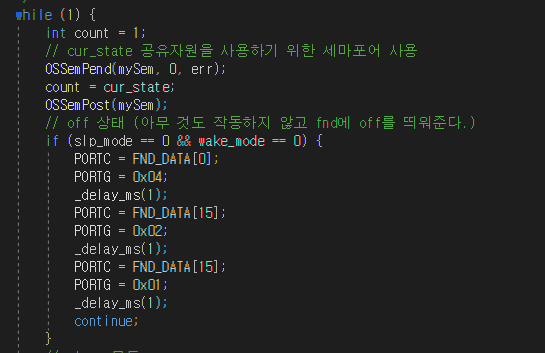 while (1) {
int count = 1;
// cur_state 공유자원을 사용하기 위한 세마포어 사용
OSSemPend(mySem, 0, err);
count = cur_state;
OSSemPost(mySem);
// off 상태 (아무 것도 작동하지 않고 fnd에 off를 띄워준다.)
if (slp_mode == 0 && wake_mode == 0) {
PORTC = FND_DATA[0];
PORTG = 0x04;
_delay_ms(1);
PORTC = FND_DATA[15];
PORTG = 0x02;
_delay_ms(1);
PORTC = FND_DATA[15];
PORTG = 0x01;
_delay_ms(1);
continue;
}